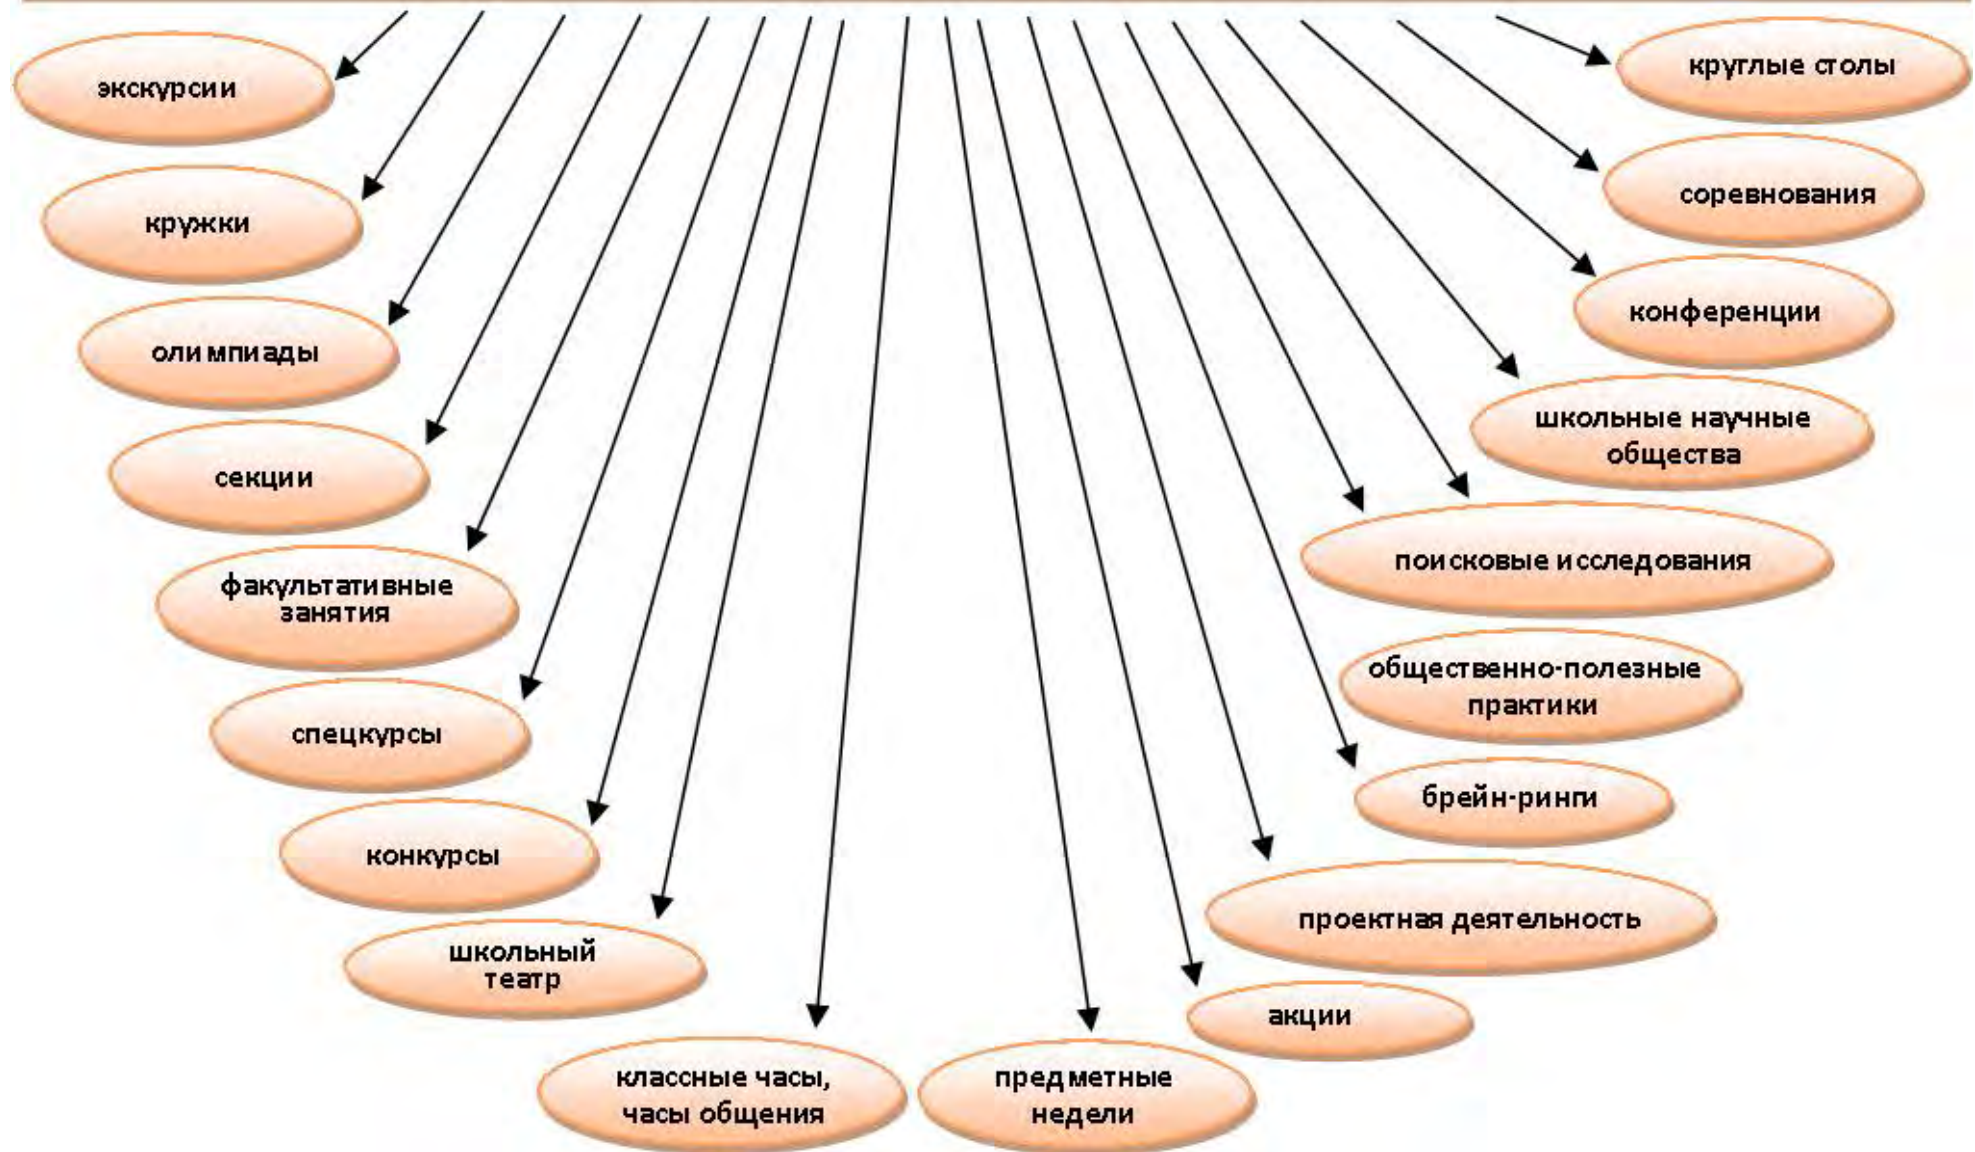 экскурсии
кружки
олимпиады
секции
факультативные
занятия
спецкурсы
конкурсы
школьный
театр
классные часы,
часы общения
предметные
недели
акции
проектная деятельность
брейн-ринги
общественно-полезные
практики
поисковые исследования
школьные научные
общества
конференции
соревнования
круглые столы